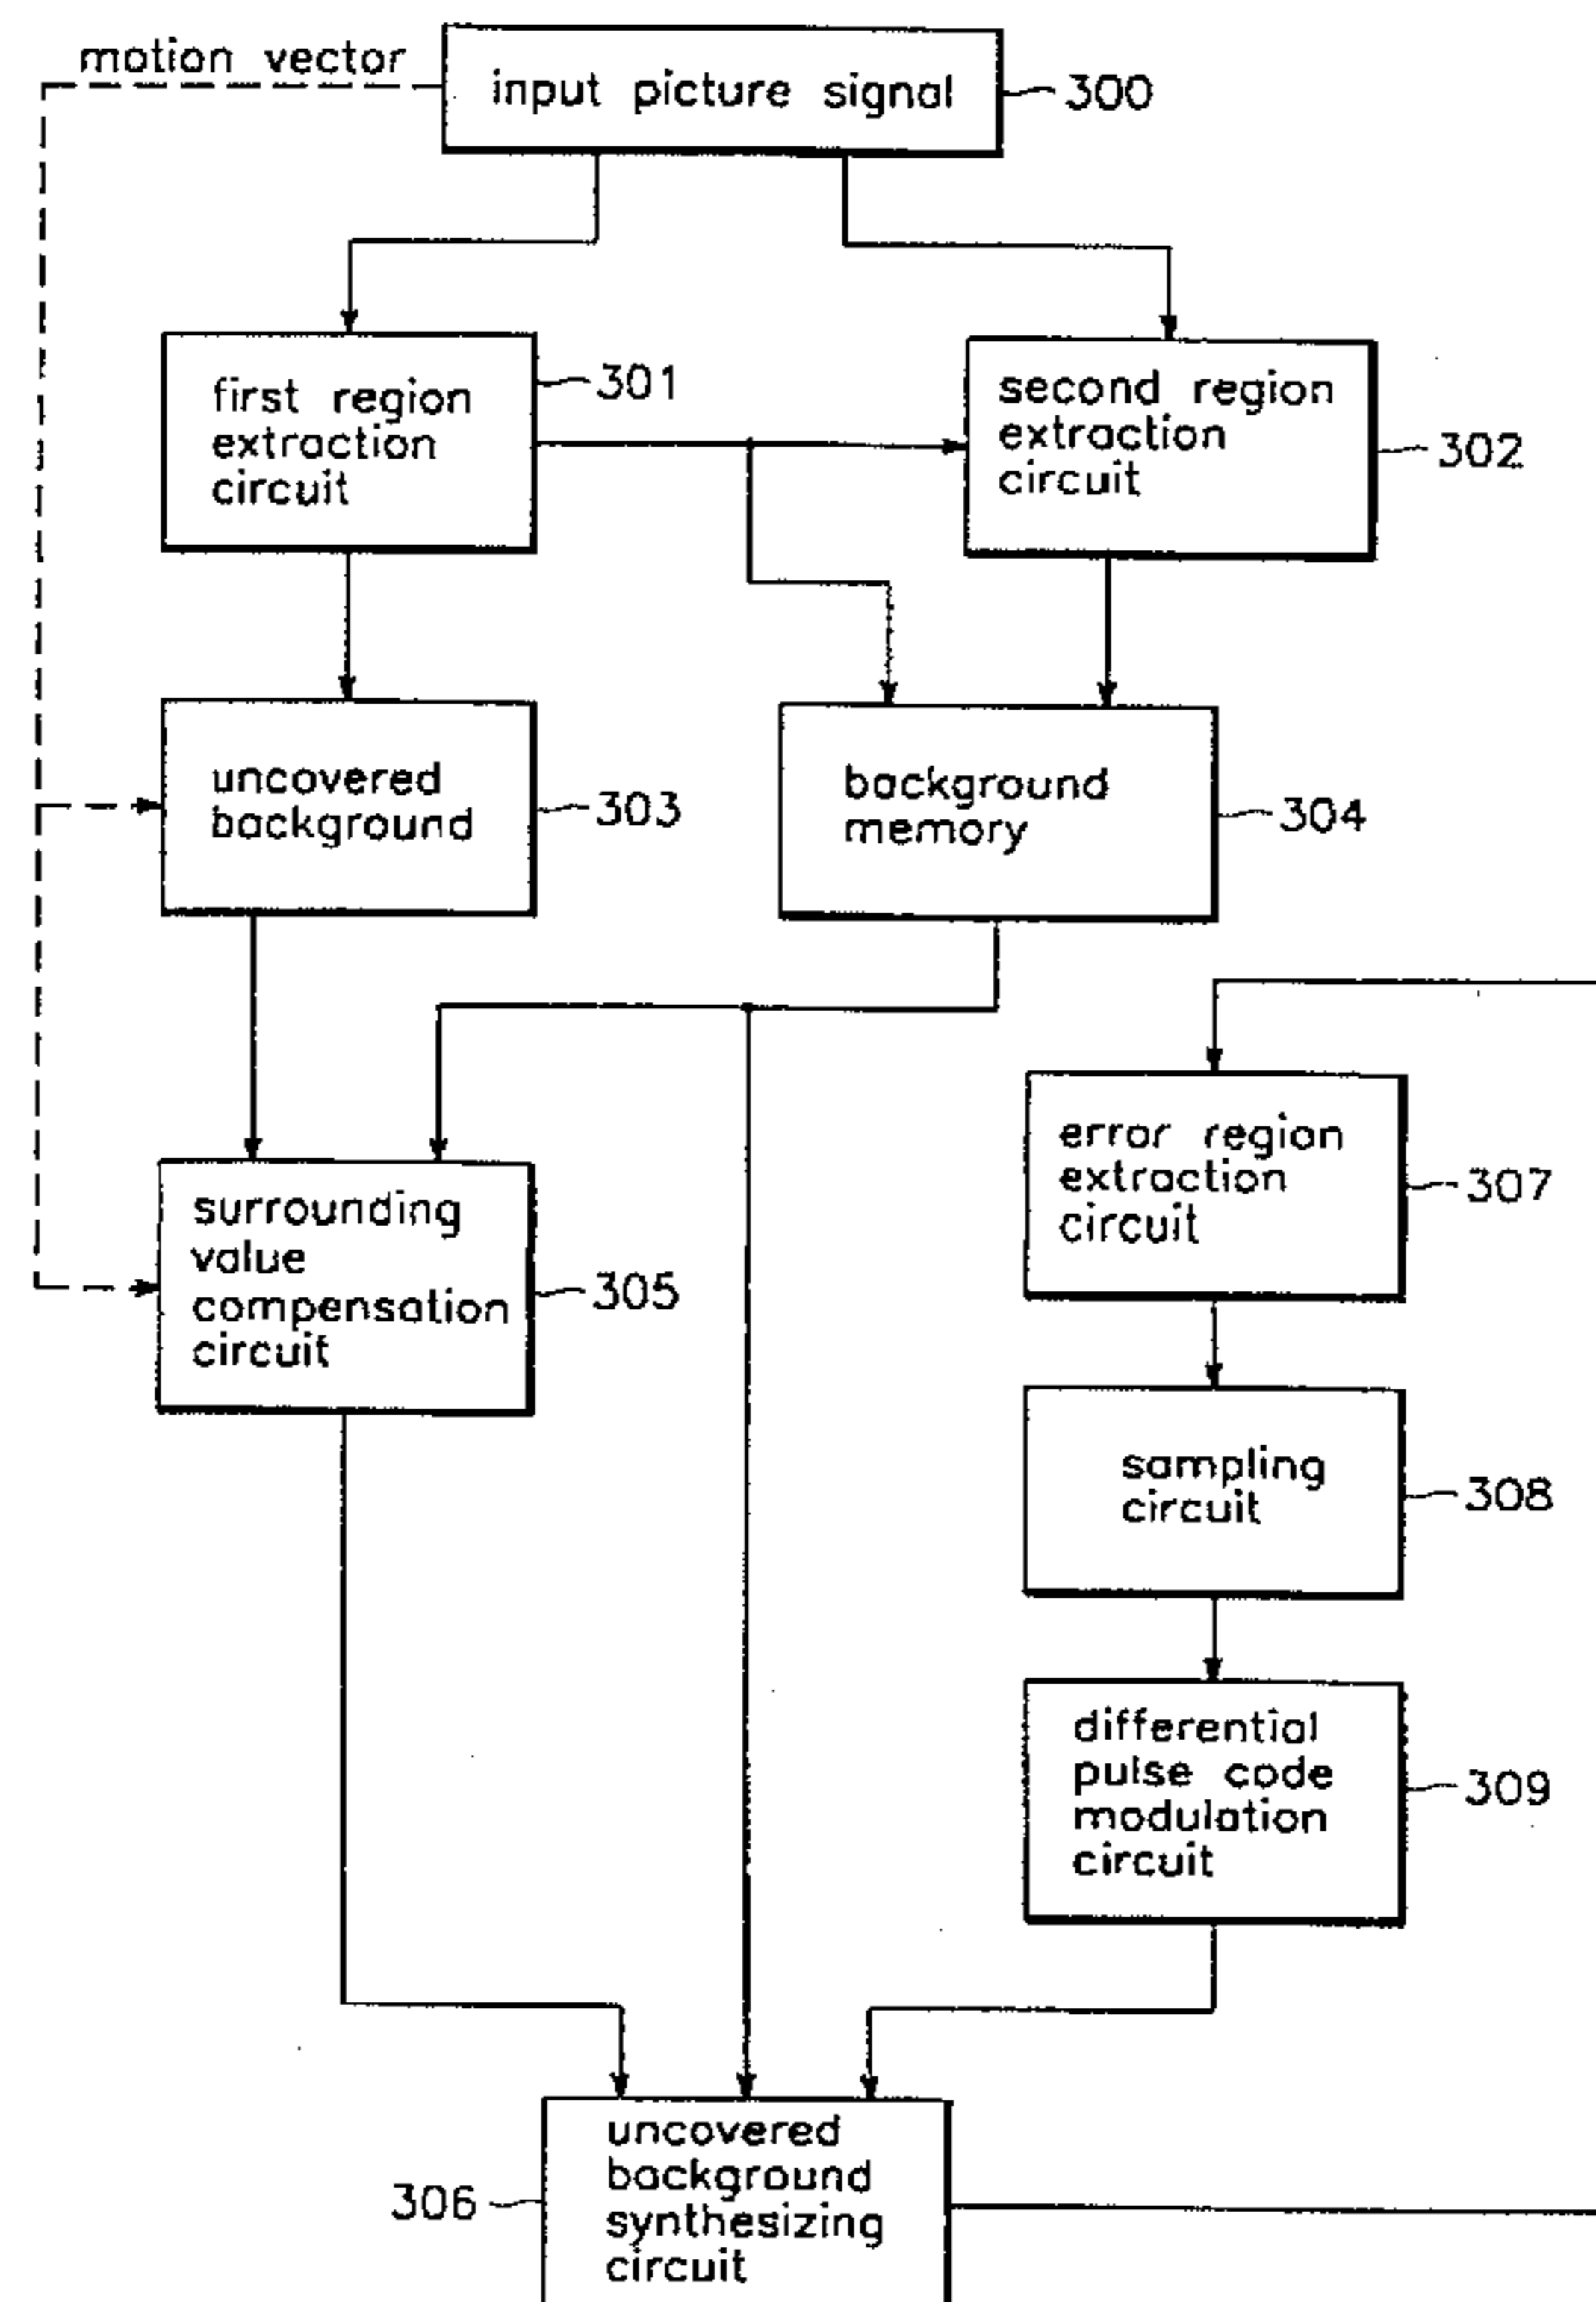 motion vector
input picture signal
300
first region
extraction
circuit
301
second region
extraction
circuit
302
uncovered
background
303
background
memory
304
surrounding
value
compensation
circuit
305
error region
extraction
circuit
307
sampling
circuit
308
differential
pulse code
modulation
circuit
309
306
uncovered
background
synthesizing
circuit